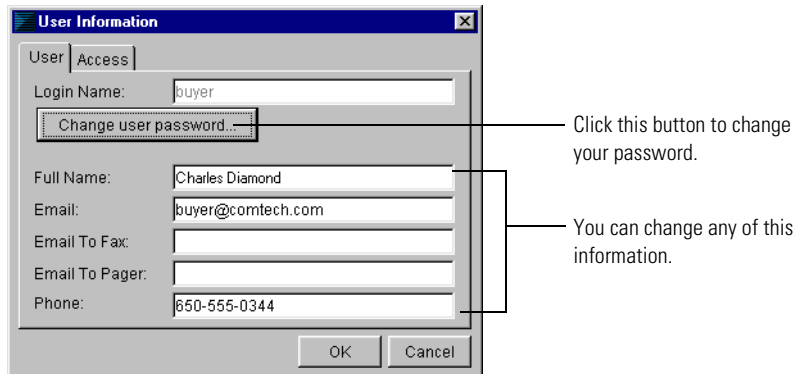 User Information
User Access
Login Name: buyer
Change user password...
Click this button to change
your password.
Full Name: Charles Diamond
Email: buyer@comtech.com
Email To Fax:
Email To Pager:
Phone: 650-555-0344
You can change any of this
information.
OK Cancel